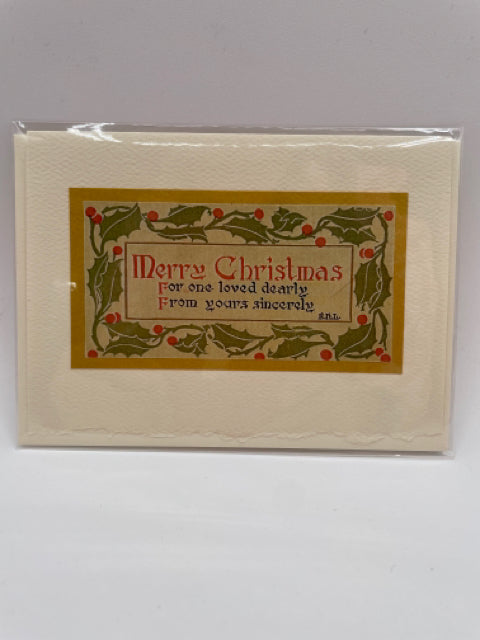 Merry Christmas
For one loved dearly
From yours sincerely